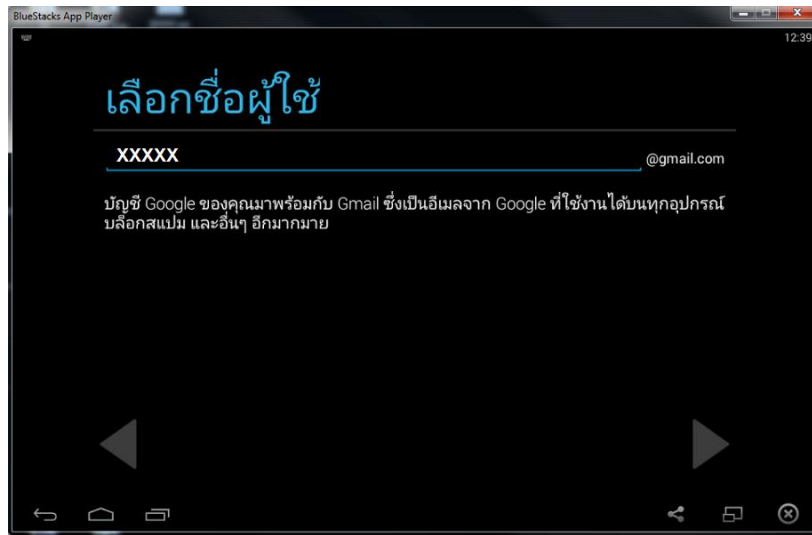 BlueStacks App Player
12:39
เลือกชื่อผู้ใช้
XXXXX
@gmail.com
บัญชี Google ของคุณมาพร้อมกับ Gmail ซึ่งเป็นอีเมลจาก Google ที่ใช้งานได้บนทุกอุปกรณ์
บล็อกสแปม และอื่นๆ อีกมากมาย